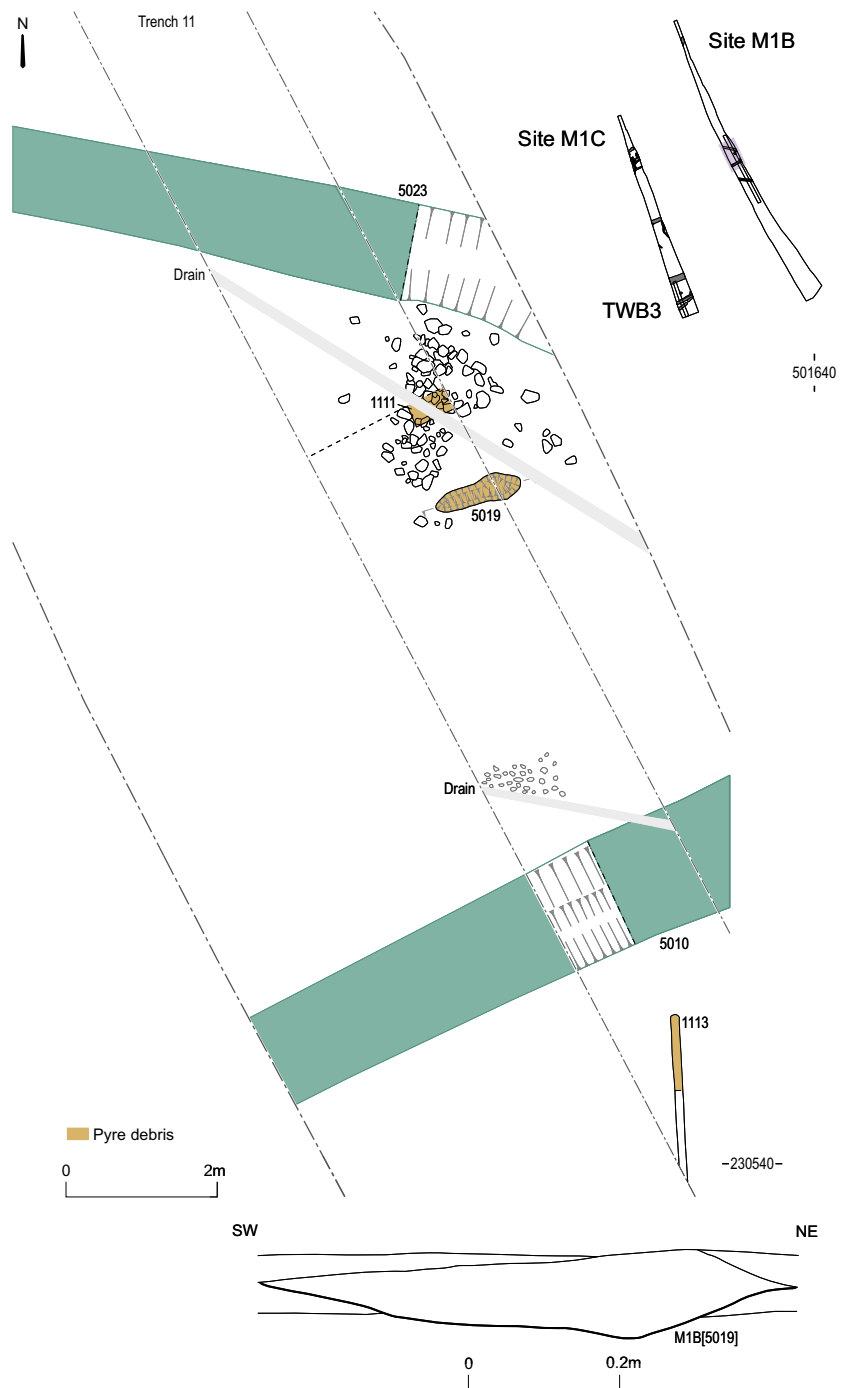 N
Trench 11
Site M1B
Site M1C
TWB3
501640
5023
Drain
1111
5019
Drain
5010
1113
230540
Pyre debris
0 2m
SW NE
M1B[5019]
0 0.2m